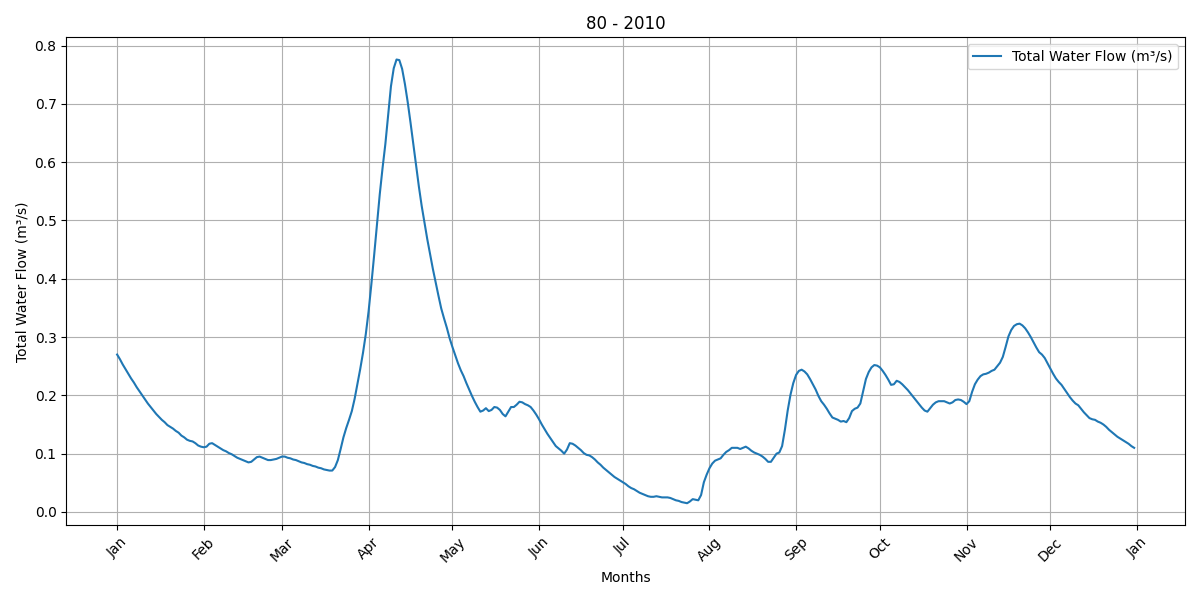 80 - 2010
Total Water Flow (m³/s)
Total Water Flow (m³/s)
0.8
0.7
0.6
0.5
0.4
0.3
0.2
0.1
0.0
Jan
Feb
Mar
Apr
May
Jun
Jul
Aug
Sep
Oct
Nov
Dec
Jan
Months